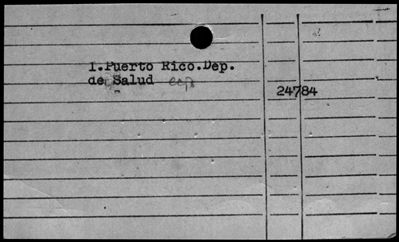 1.Puerto Rico.Dep.
de Salud
24784